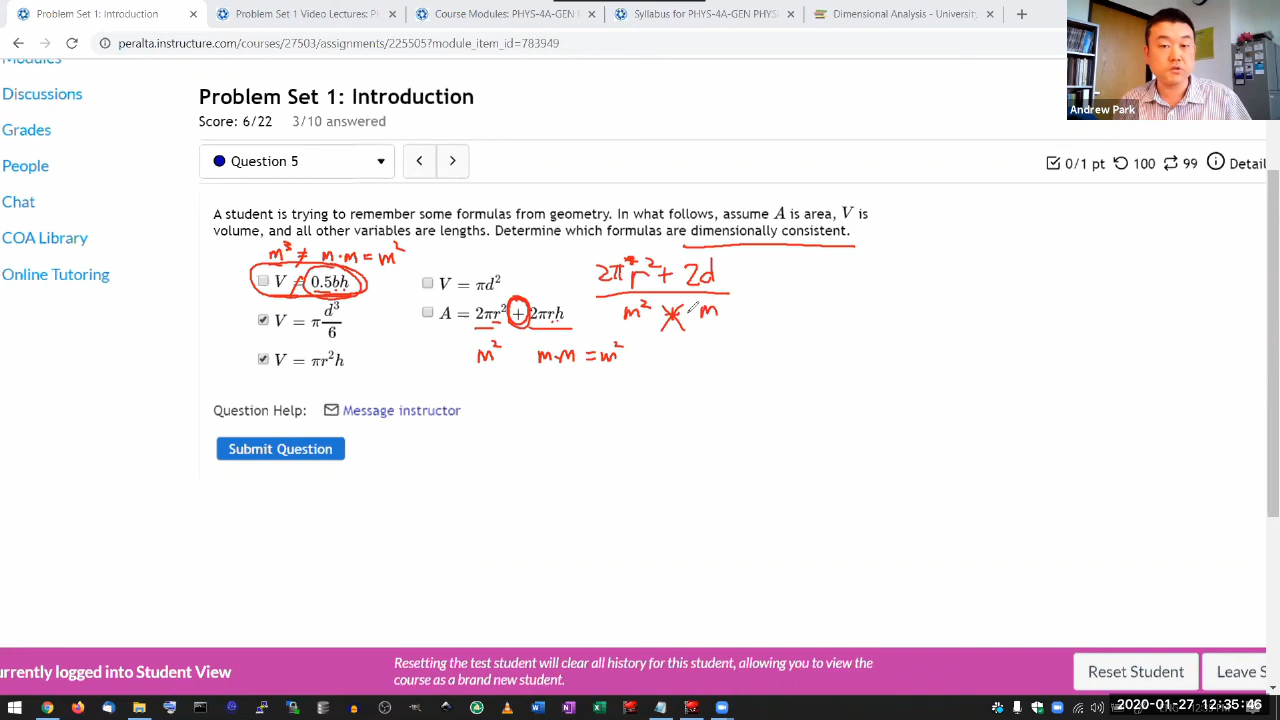 Problem Set 1: Introduction
Problem Set 1 Video Lectures: P
Course Modules: PHYS-4A-GEN P
Syllabus for PHYS-4A-GEN PHYS
Dimensional Analysis - Universit
peralta.instructure.com/courses/27503/assignments/225505?module_item_id=783949
Andrew Park
Modules
Discussions
Grades
People
Chat
COA Library
Online Tutoring
Problem Set 1: Introduction
Score: 6/22 3/10 answered
Question 5
0/1 pt 100 99 Detai
A student is trying to remember some formulas from geometry. In what follows, assume A is area, V is
volume, and all other variables are lengths. Determine which formulas are dimensionally consistent.
m³ ≠ m·m = m²
V = 0.5bh
V = πd²
2πr² + 2d
V = π d³/6
A = 2πr² + 2πrh
m² m
V = πr²h
m² m·m = m²
Question Help: Message instructor
Submit Question
urrently logged into Student View
Resetting the test student will clear all history for this student, allowing you to view the
course as a brand new student.
Reset Student
Leave S
2020-01-27 12:35:46